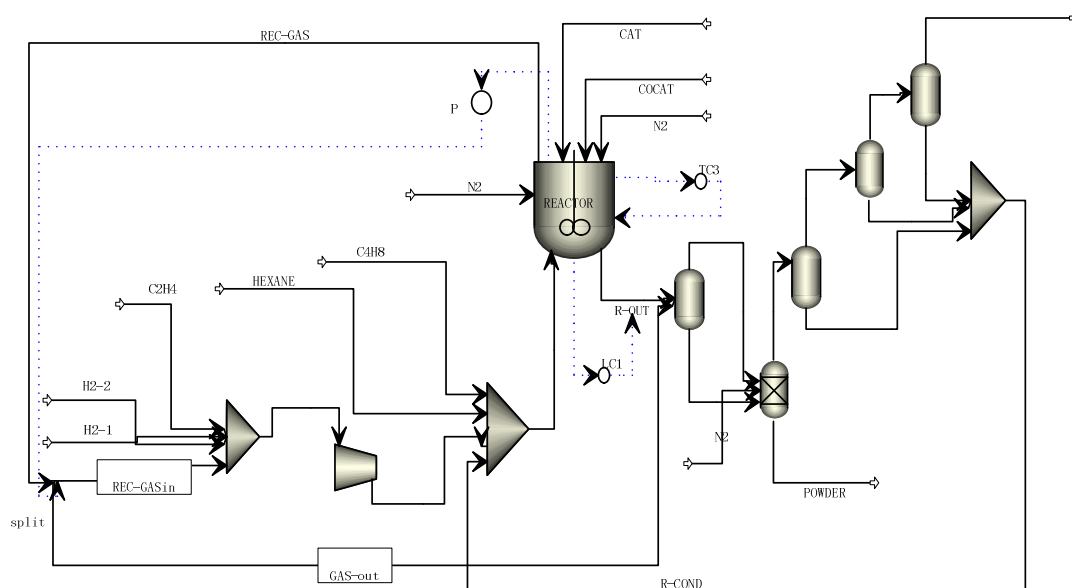 REC-GAS
CAT
COCAT
P
N2
TC3
N2
REACTOR
C4H8
HEXANE
C2H4
R-OUT
LC1
H2-2
H2-1
N2
REC-GASin
POWDER
split
GAS-out
R-COND